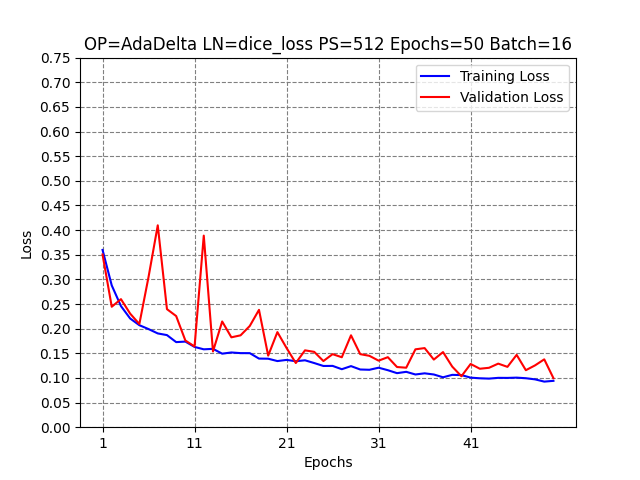 OP=AdaDelta LN=dice_loss PS=512 Epochs=50 Batch=16
Training Loss
Validation Loss
0.75
0.70
0.65
0.60
0.55
0.50
0.45
0.40
0.35
0.30
0.25
0.20
0.15
0.10
0.05
0.00
Loss
1 11 21 31 41
Epochs